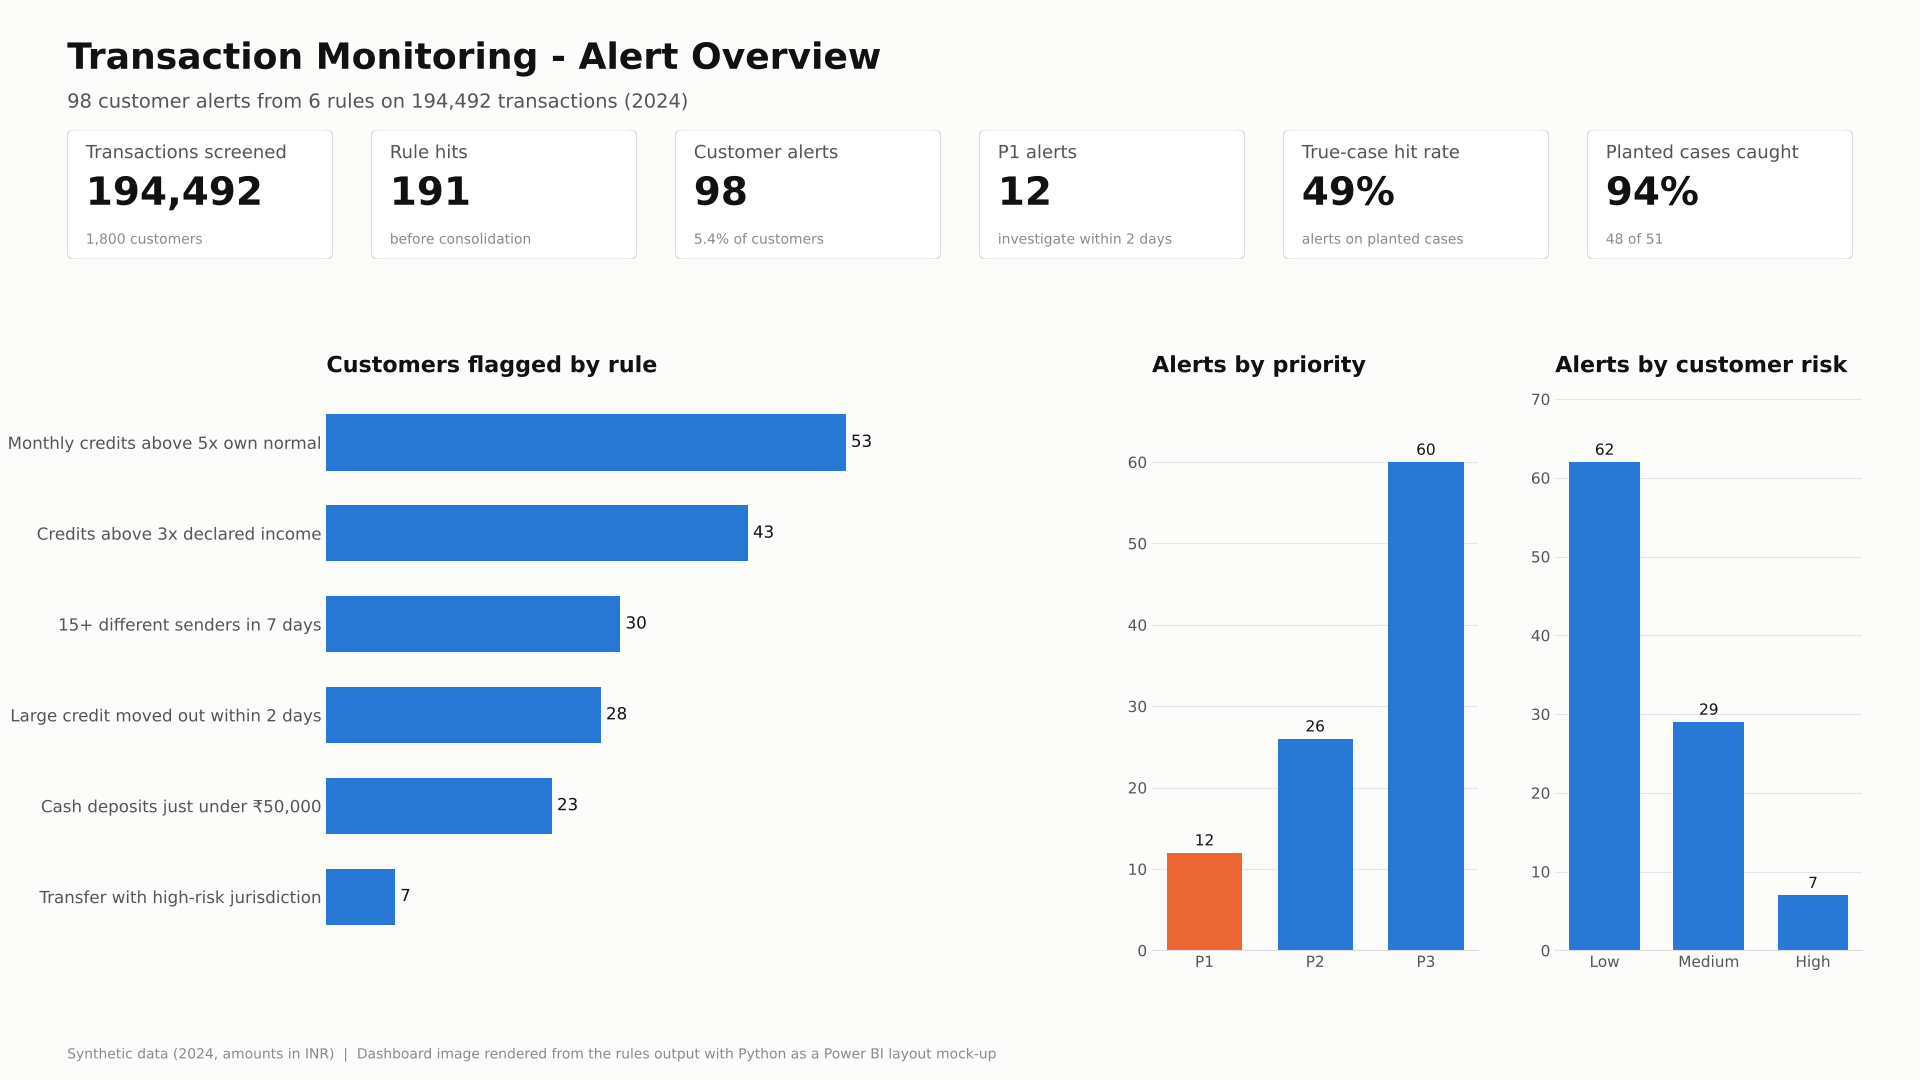 Transaction Monitoring - Alert Overview
98 customer alerts from 6 rules on 194,492 transactions (2024)
Transactions screened
194,492
1,800 customers
Rule hits
191
before consolidation
Customer alerts
98
5.4% of customers
P1 alerts
12
investigate within 2 days
True-case hit rate
49%
alerts on planted cases
Planted cases caught
94%
48 of 51
Customers flagged by rule
Monthly credits above 5x own normal 53
Credits above 3x declared income 43
15+ different senders in 7 days 30
Large credit moved out within 2 days 28
Cash deposits just under ₹50,000 23
Transfer with high-risk jurisdiction 7
Alerts by priority
60
50
40
30
20
10
0
12
26
60
P1 P2 P3
Alerts by customer risk
70
60
50
40
30
20
10
0
62
29
7
Low Medium High
Synthetic data (2024, amounts in INR) | Dashboard image rendered from the rules output with Python as a Power BI layout mock-up